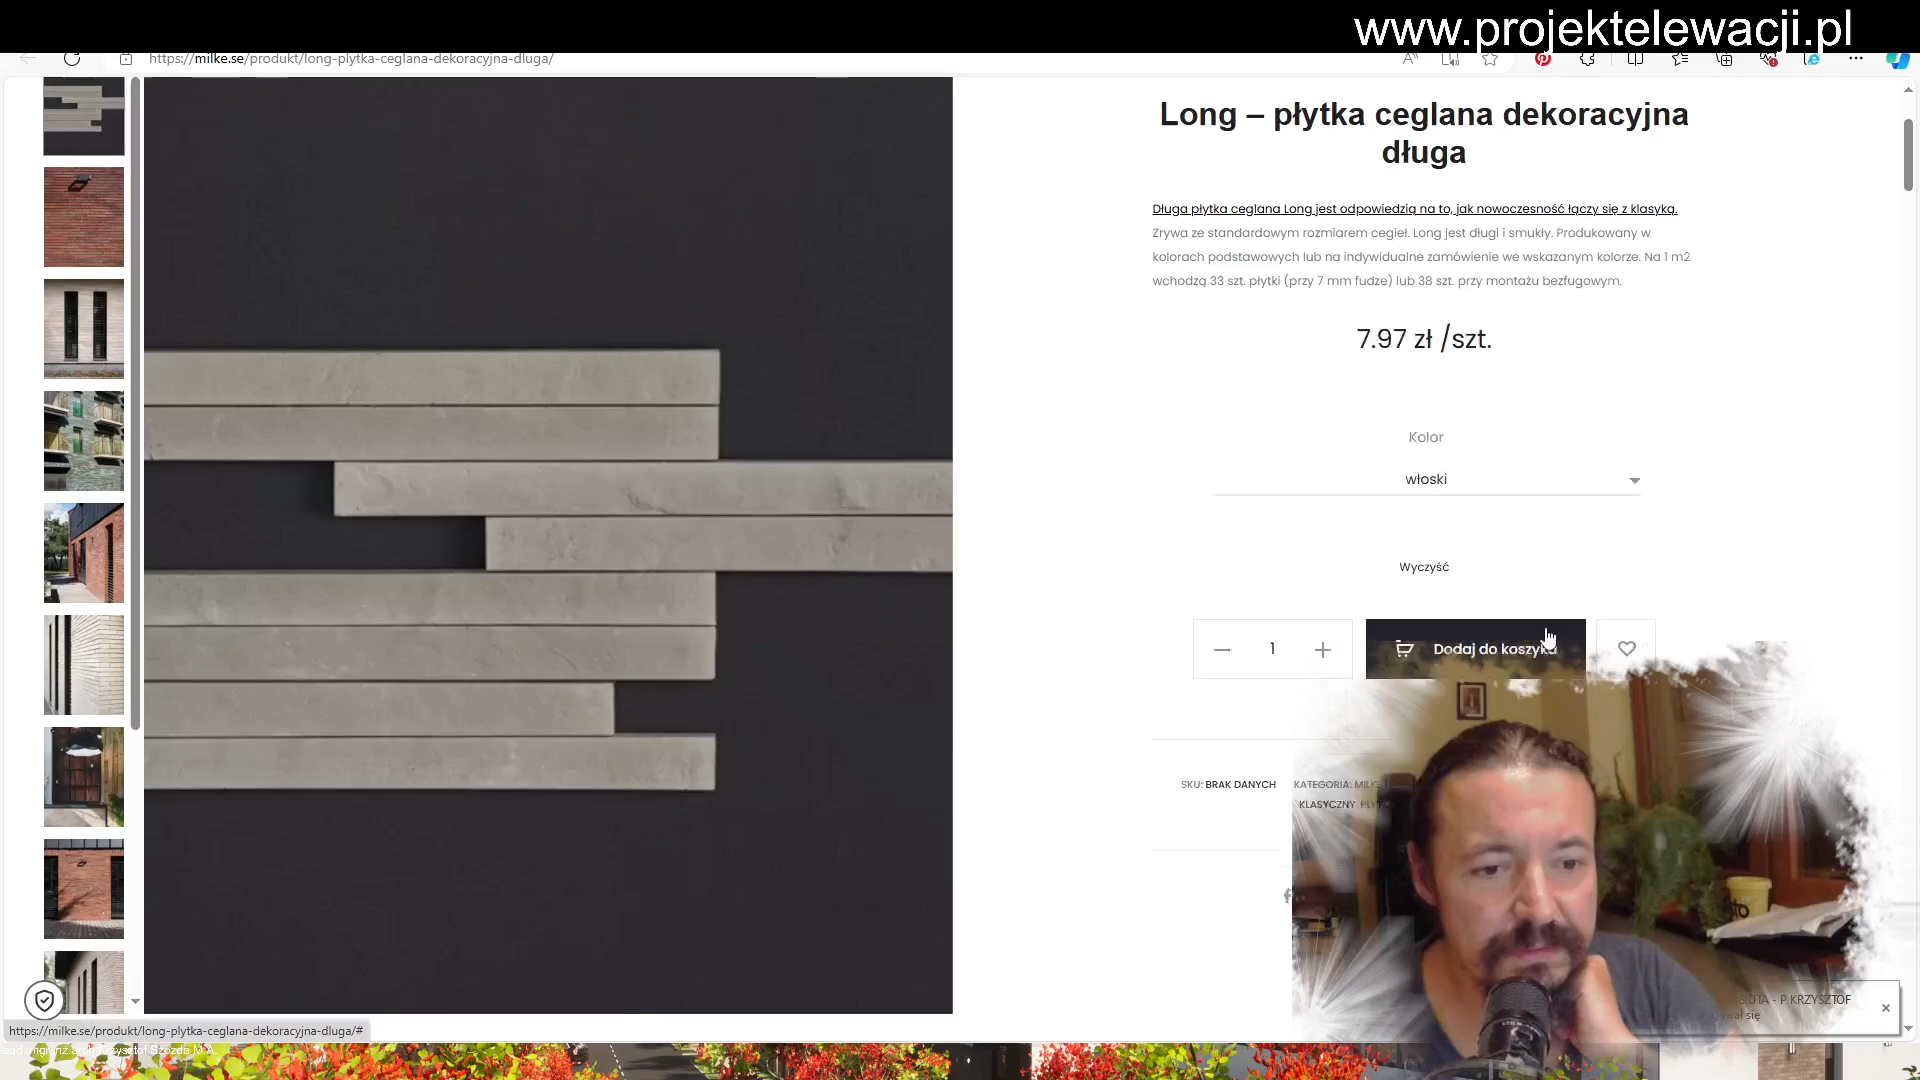 www.projektelewacji.pl
https://milke.se/produkt/long-plytka-ceglana-dekoracyjna-dluga/
Long – płytka ceglana dekoracyjna
długa
Długa płytka ceglana Long jest odpowiedzią na to, jak nowoczesność łączy się z klasyką.
Zrywa ze standardowym rozmiarem cegieł. Long jest długi i smukły. Produkowany w
kolorach podstawowych lub na indywidualne zamówienie we wskazanym kolorze. Na 1 m2
wchodzą 33 szt. płytki (przy 7 mm fudze) lub 38 szt. przy montażu bezfugowym.
7.97 zł /szt.
Kolor
włoski
Wyczyść
1
Dodaj do koszyka
SKU: BRAK DANYCH KATEGORIA:
KLASYCZNY
- P KRZYSZTOF
się
https://milke.se/produkt/long-plytka-ceglana-dekoracyjna-dluga/#
Krzysztof Szozda M.A.